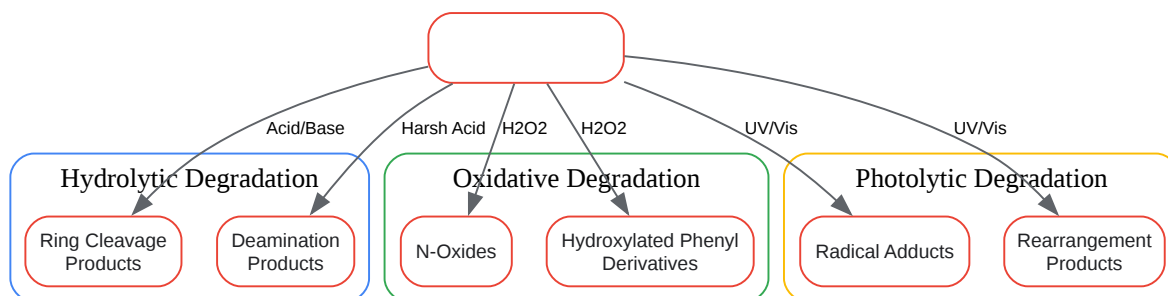 Acid/Base
Harsh Acid
H2O2
H2O2
UV/Vis
UV/Vis
Hydrolytic Degradation
Oxidative Degradation
Photolytic Degradation
Ring Cleavage
Products
Deamination
Products
N-Oxides
Hydroxylated Phenyl
Derivatives
Radical Adducts
Rearrangement
Products